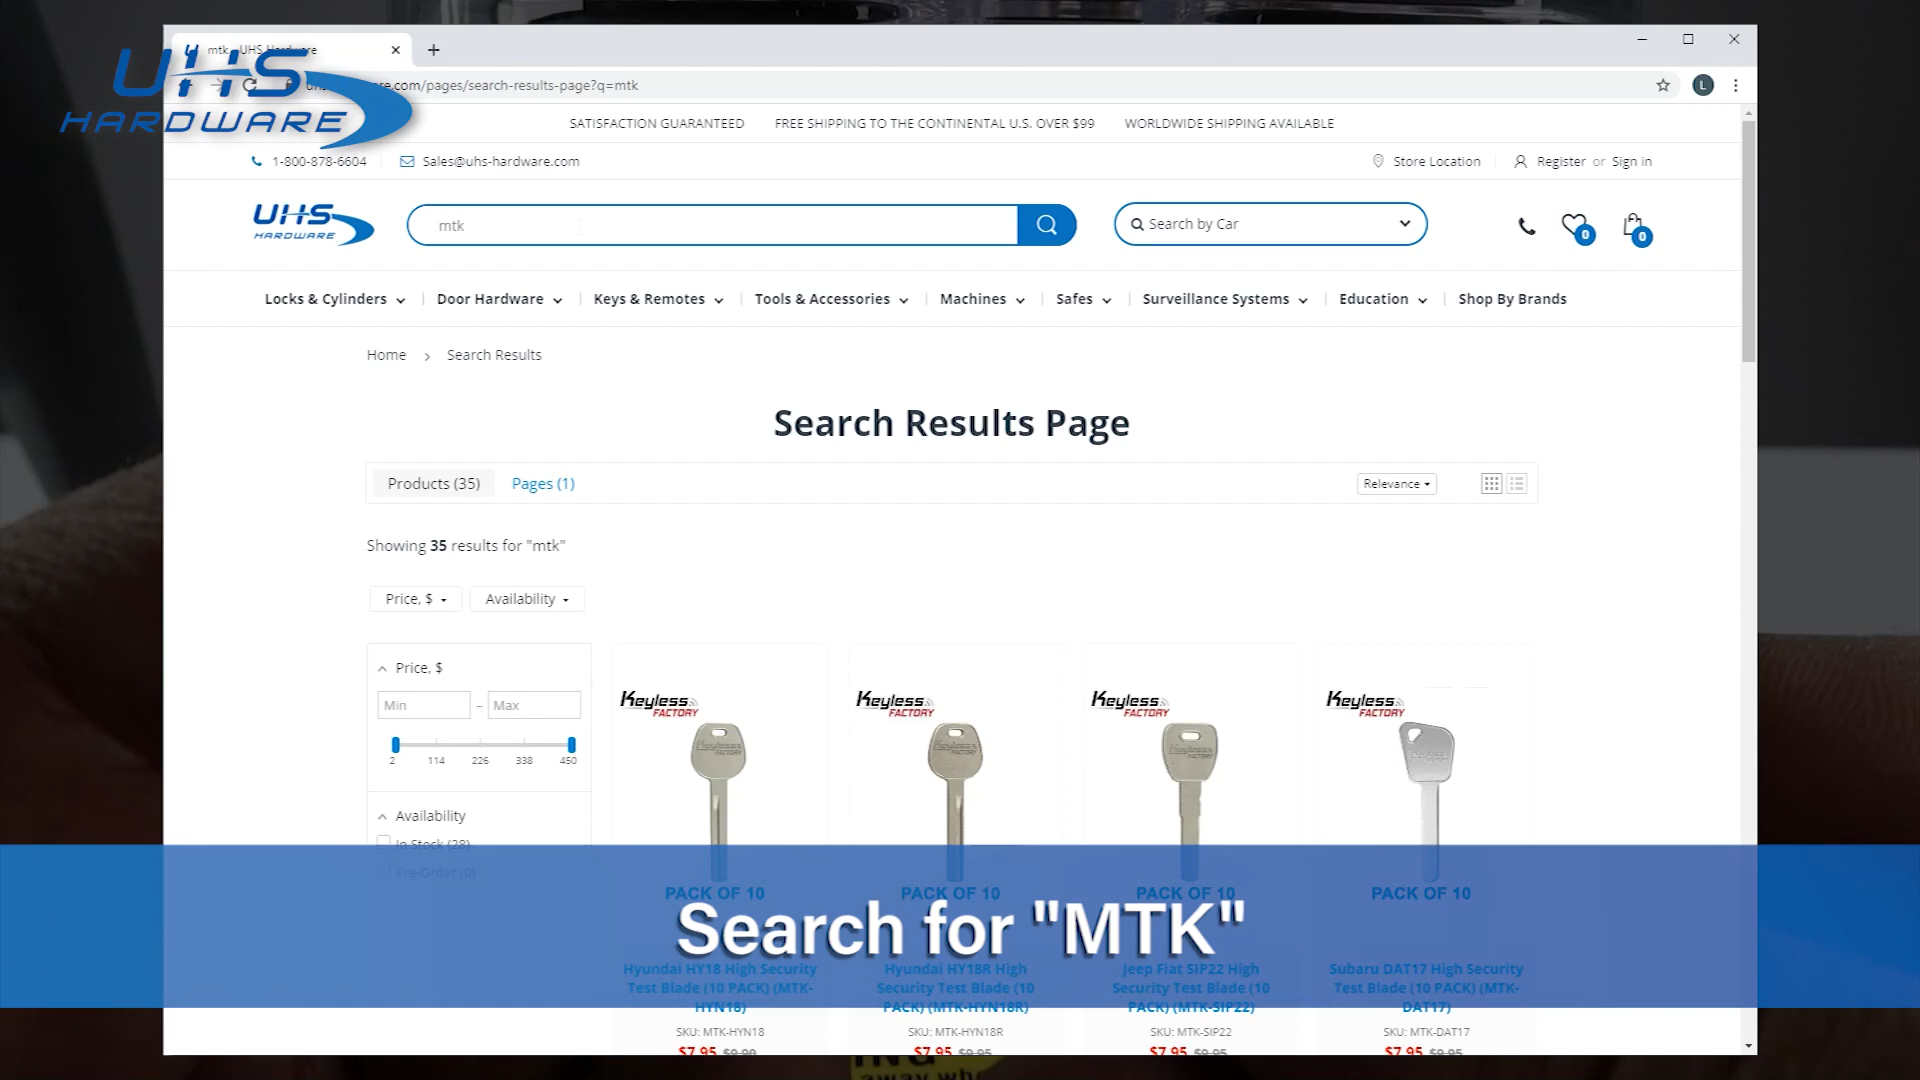 mtk - UHS Hardware
UHS
HARDWARE
.com/pages/search-results-page?q=mtk
L
SATISFACTION GUARANTEED FREE SHIPPING TO THE CONTINENTAL U.S. OVER $99 WORLDWIDE SHIPPING AVAILABLE
1-800-878-6604 Sales@uhs-hardware.com Store Location Register or Sign in
UHS
HARDWARE
mtk
Search by Car
0
0
Locks & Cylinders Door Hardware Keys & Remotes Tools & Accessories Machines Safes Surveillance Systems Education Shop By Brands
Home > Search Results
Search Results Page
Products (35) Pages (1) Relevance
Showing 35 results for "mtk"
Price, $ Availability
Price, $
Min – Max
2 114 226 338 450
Availability
In Stock (28)
Pre-Order (0)
Keyless FACTORY Keyless FACTORY Keyless FACTORY Keyless FACTORY
PACK OF 10 PACK OF 10 PACK OF 10 PACK OF 10
Search for "MTK"
Hyundai HY18 High Security Test Blade (10 PACK) (MTK-HYN18)
SKU: MTK-HYN18
$7.95 $9.90
Hyundai HY18R High Security Test Blade (10 PACK) (MTK-HYN18R)
SKU: MTK-HYN18R
$7.95 $9.95
Jeep Fiat SIP22 High Security Test Blade (10 PACK) (MTK-SIP22)
SKU: MTK-SIP22
$7.95 $9.95
Subaru DAT17 High Security Test Blade (10 PACK) (MTK-DAT17)
SKU: MTK-DAT17
$7.95 $9.95